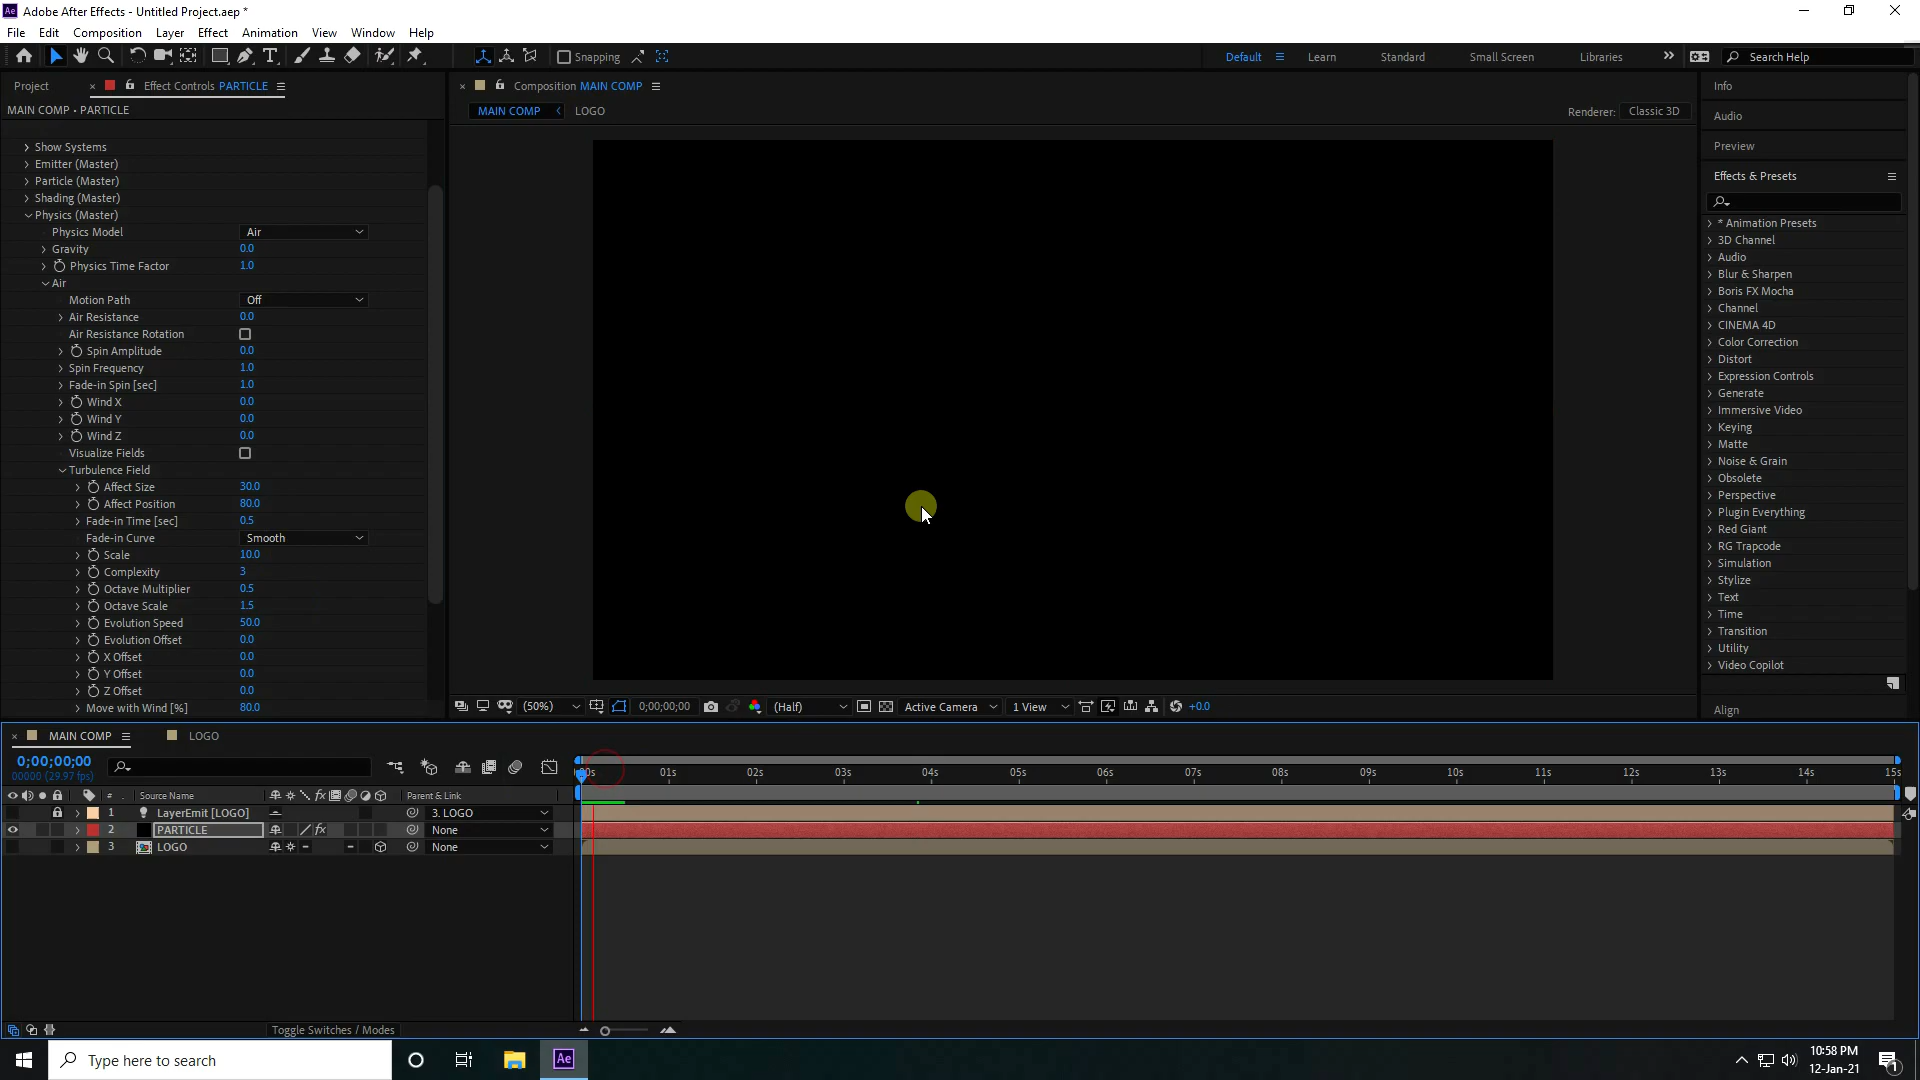 Ae Adobe After Effects - Untitled Project.aep *
File Edit Composition Layer Effect Animation View Window Help
Snapping Default Learn Standard Small Screen Libraries Search Help
Project Effect Controls PARTICLE
MAIN COMP • PARTICLE
Show Systems
Emitter (Master)
Particle (Master)
Shading (Master)
Physics (Master)
Physics Model Air
Gravity 0.0
Physics Time Factor 1.0
Air
Motion Path Off
Air Resistance 0.0
Air Resistance Rotation
Spin Amplitude 0.0
Spin Frequency 1.0
Fade-in Spin [sec] 1.0
Wind X 0.0
Wind Y 0.0
Wind Z 0.0
Visualize Fields
Turbulence Field
Affect Size 30.0
Affect Position 80.0
Fade-in Time [sec] 0.5
Fade-in Curve Smooth
Scale 10.0
Complexity 3
Octave Multiplier 0.5
Octave Scale 1.5
Evolution Speed 50.0
Evolution Offset 0.0
X Offset 0.0
Y Offset 0.0
Z Offset 0.0
Move with Wind [%] 80.0
Composition MAIN COMP
MAIN COMP LOGO
Renderer: Classic 3D
(50%) 0;00;00;00 (Half) Active Camera 1 View +0.0
Info
Audio
Preview
Effects & Presets
* Animation Presets
3D Channel
Audio
Blur & Sharpen
Boris FX Mocha
Channel
CINEMA 4D
Color Correction
Distort
Expression Controls
Generate
Immersive Video
Keying
Matte
Noise & Grain
Obsolete
Perspective
Plugin Everything
Red Giant
RG Trapcode
Simulation
Stylize
Text
Time
Transition
Utility
Video Copilot
Align
MAIN COMP LOGO
0;00;00;00
00000 (29.97 fps)
00s 01s 02s 03s 04s 05s 06s 07s 08s 09s 10s 11s 12s 13s 14s 15s
# Source Name fx Parent & Link
1 LayerEmit [LOGO] 3. LOGO
2 PARTICLE fx None
3 LOGO None
Toggle Switches / Modes
Type here to search
Ae
10:58 PM
12-Jan-21
1